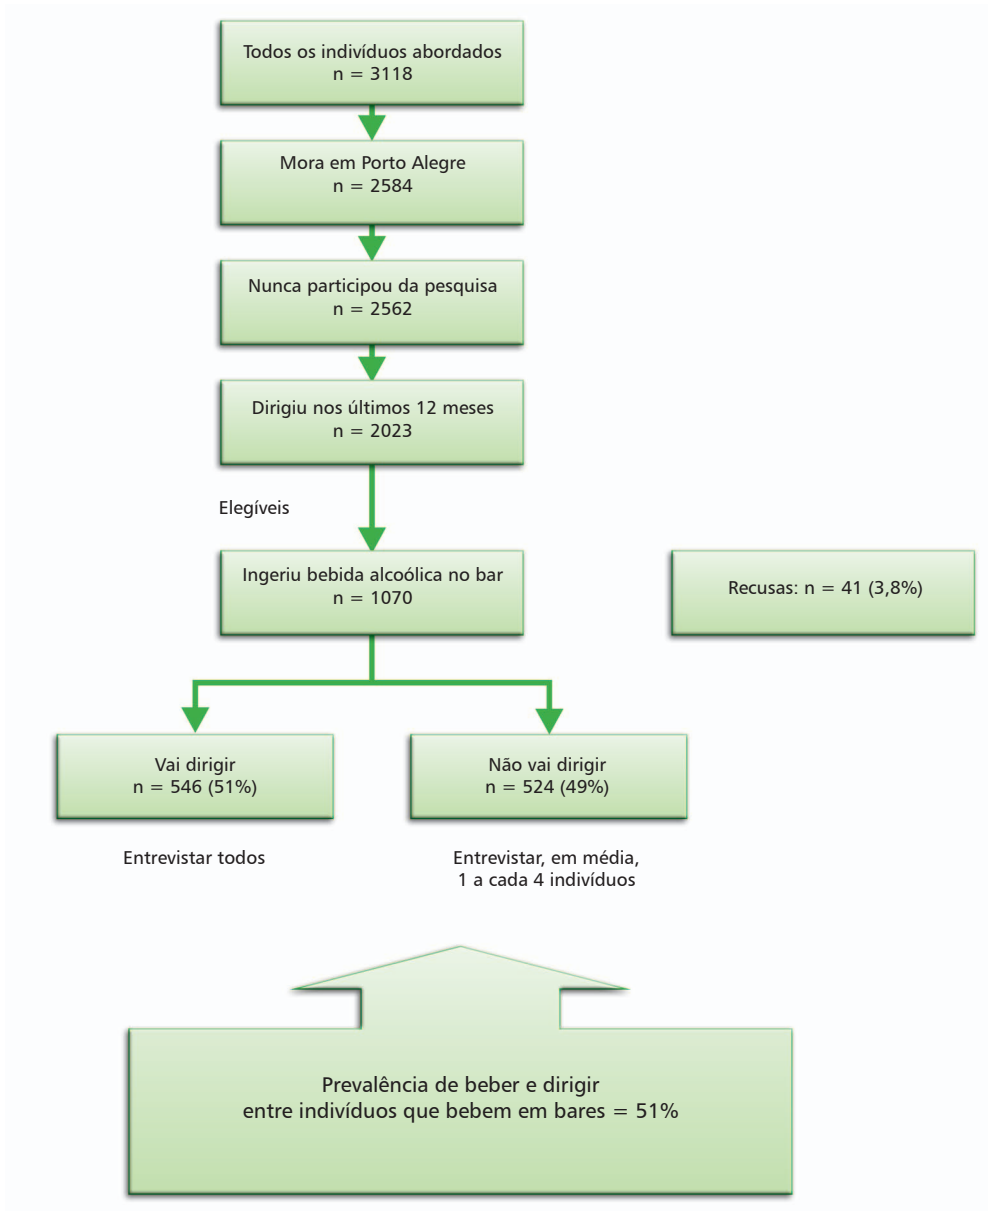 Todos os indivíduos abordados
n = 3118
Mora em Porto Alegre
n = 2584
Nunca participou da pesquisa
n = 2562
Dirigiu nos últimos 12 meses
n = 2023
Elegíveis
Ingeriu bebida alcoólica no bar
n = 1070
Recusas: n = 41 (3,8%)
Vai dirigir
n = 546 (51%)
Não vai dirigir
n = 524 (49%)
Entrevistar todos
Entrevistar, em média,
1 a cada 4 indivíduos
Prevalência de beber e dirigir
entre indivíduos que bebem em bares = 51%